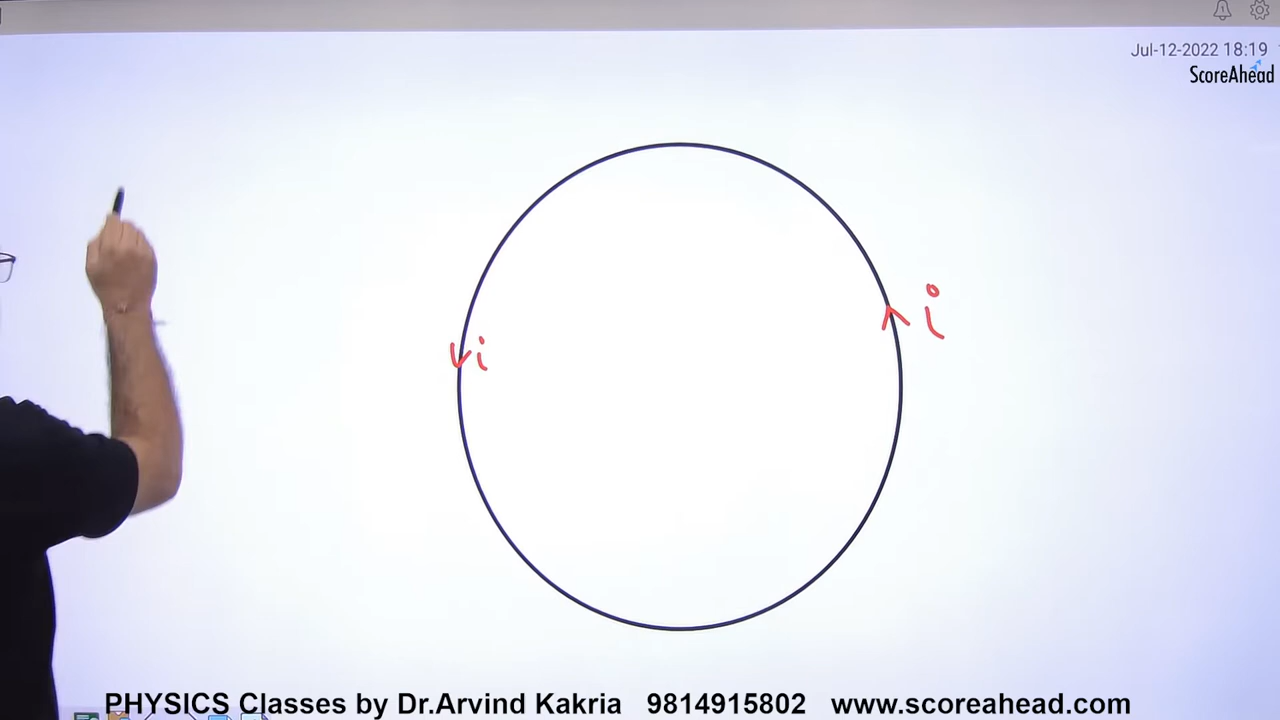 Jul-12-2022 18:19
ScoreAhead
i
i
PHYSICS Classes by Dr.Arvind Kakria 9814915802 www.scoreahead.com